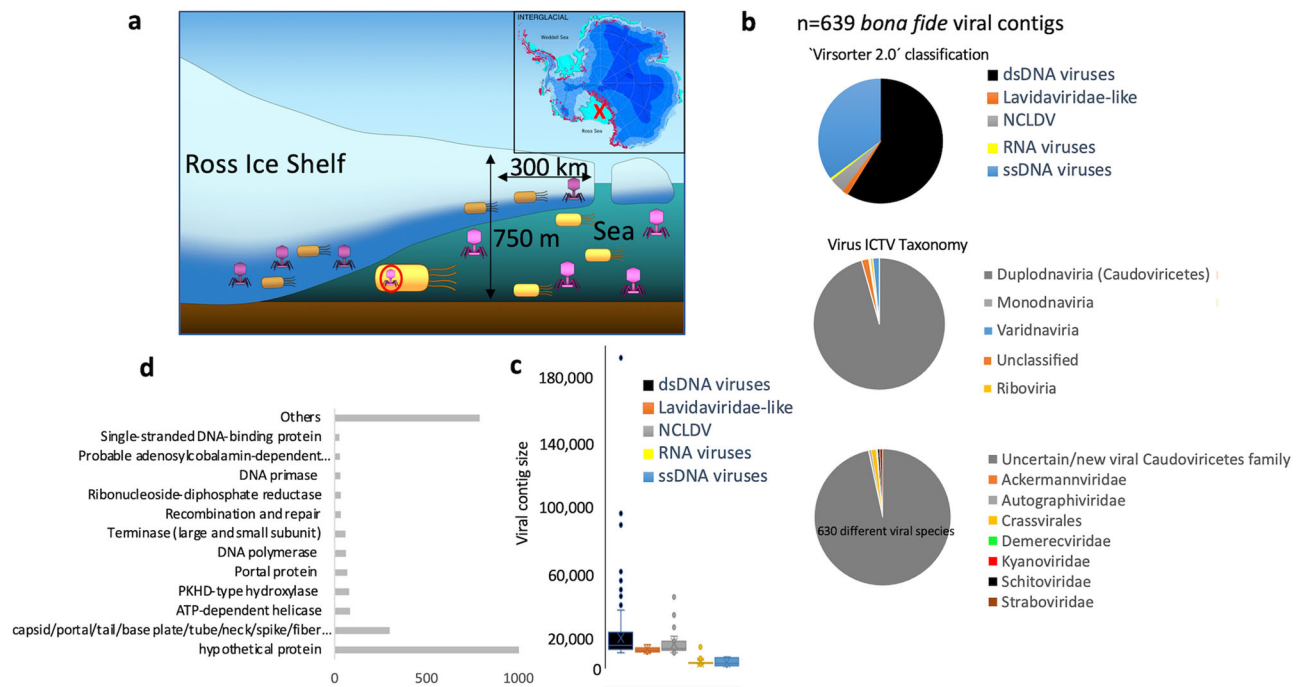 a
INTERGLACIAL
Weddell Sea
Ross Sea
X
Ross Ice Shelf
300 km
750 m
Sea
b
n=639 bona fide viral contigs
`Virsorter 2.0´ classification
dsDNA viruses
Lavidaviridae-like
NCLDV
RNA viruses
ssDNA viruses
Virus ICTV Taxonomy
Duplodnaviria (Caudoviricetes)
Monodnaviria
Varidnaviria
Unclassified
Riboviria
630 different viral species
Uncertain/new viral Caudoviricetes family
Ackermannviridae
Autographiviridae
Crassvirales
Demerecviridae
Kyanoviridae
Schitoviridae
Straboviridae
d
Others
Single-stranded DNA-binding protein
Probable adenosylcobalamin-dependent...
DNA primase
Ribonucleoside-diphosphate reductase
Recombination and repair
Terminase (large and small subunit)
DNA polymerase
Portal protein
PKHD-type hydroxylase
ATP-dependent helicase
capsid/portal/tail/base plate/tube/neck/spike/fiber...
hypothetical protein
0 500 1000
c
Viral contig size
180,000
140,000
100,000
60,000
20,000
0
dsDNA viruses
Lavidaviridae-like
NCLDV
RNA viruses
ssDNA viruses